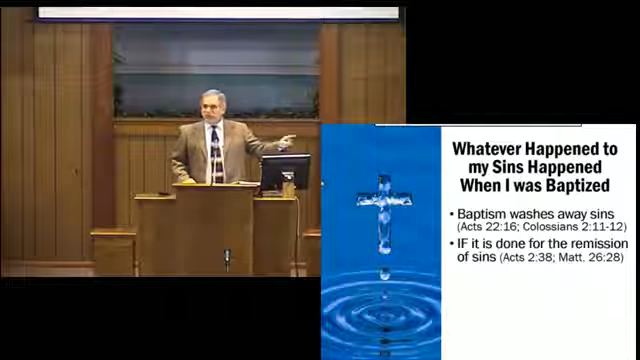 Whatever Happened to
my Sins Happened
When I was Baptized
• Baptism washes away sins
(Acts 22:16; Colossians 2:11-12)
• IF it is done for the remission
of sins (Acts 2:38; Matt. 26:28)